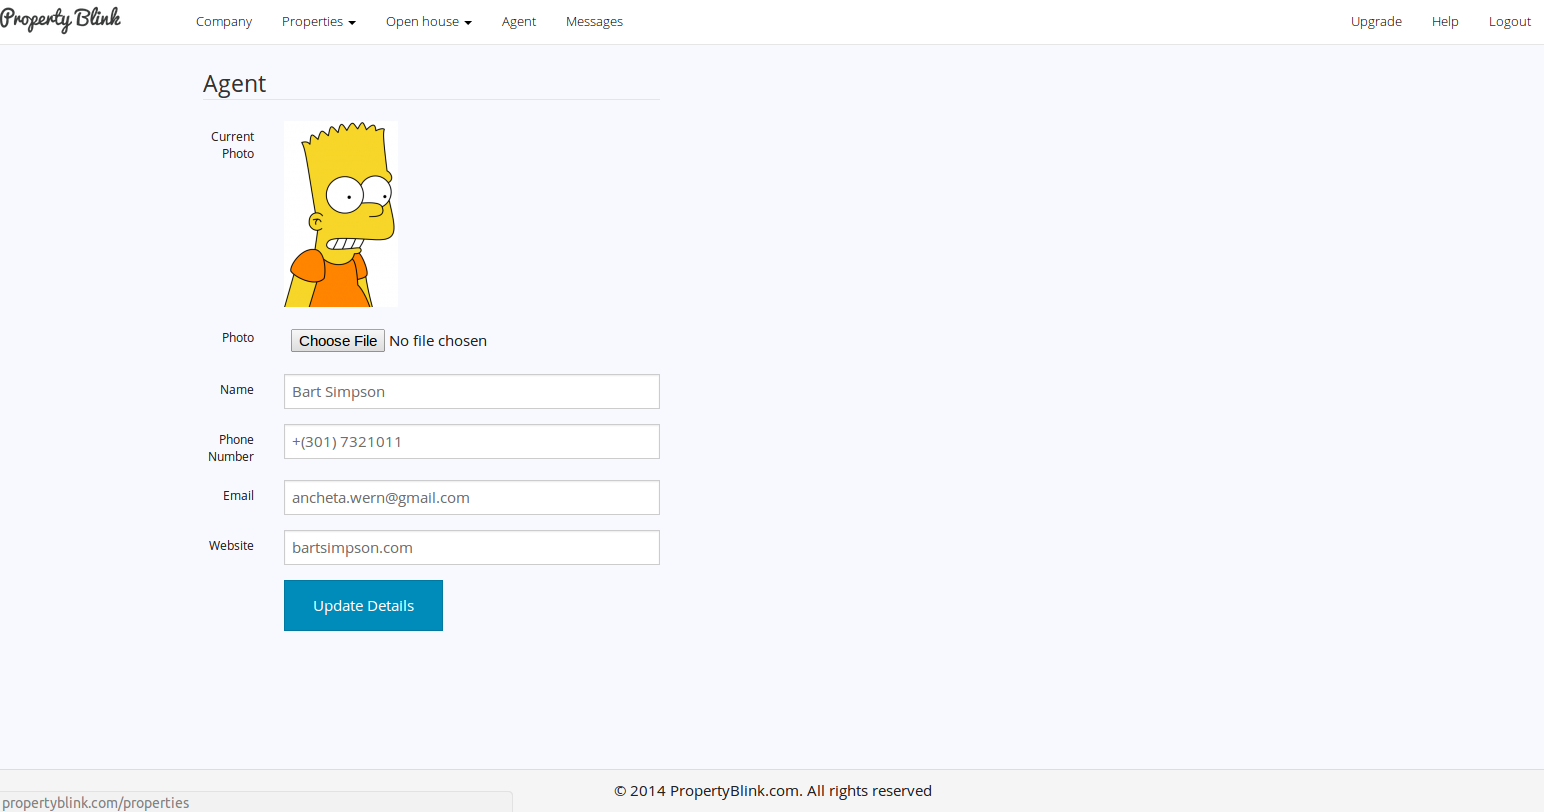 Property Blink Company Properties Open house Agent Messages Upgrade Help Logout
Agent
Current
Photo
Photo Choose File No file chosen
Name Bart Simpson
Phone
Number
+(301) 7321011
Email ancheta.wern@gmail.com
Website bartsimpson.com
Update Details
© 2014 PropertyBlink.com. All rights reserved
propertyblink.com/properties